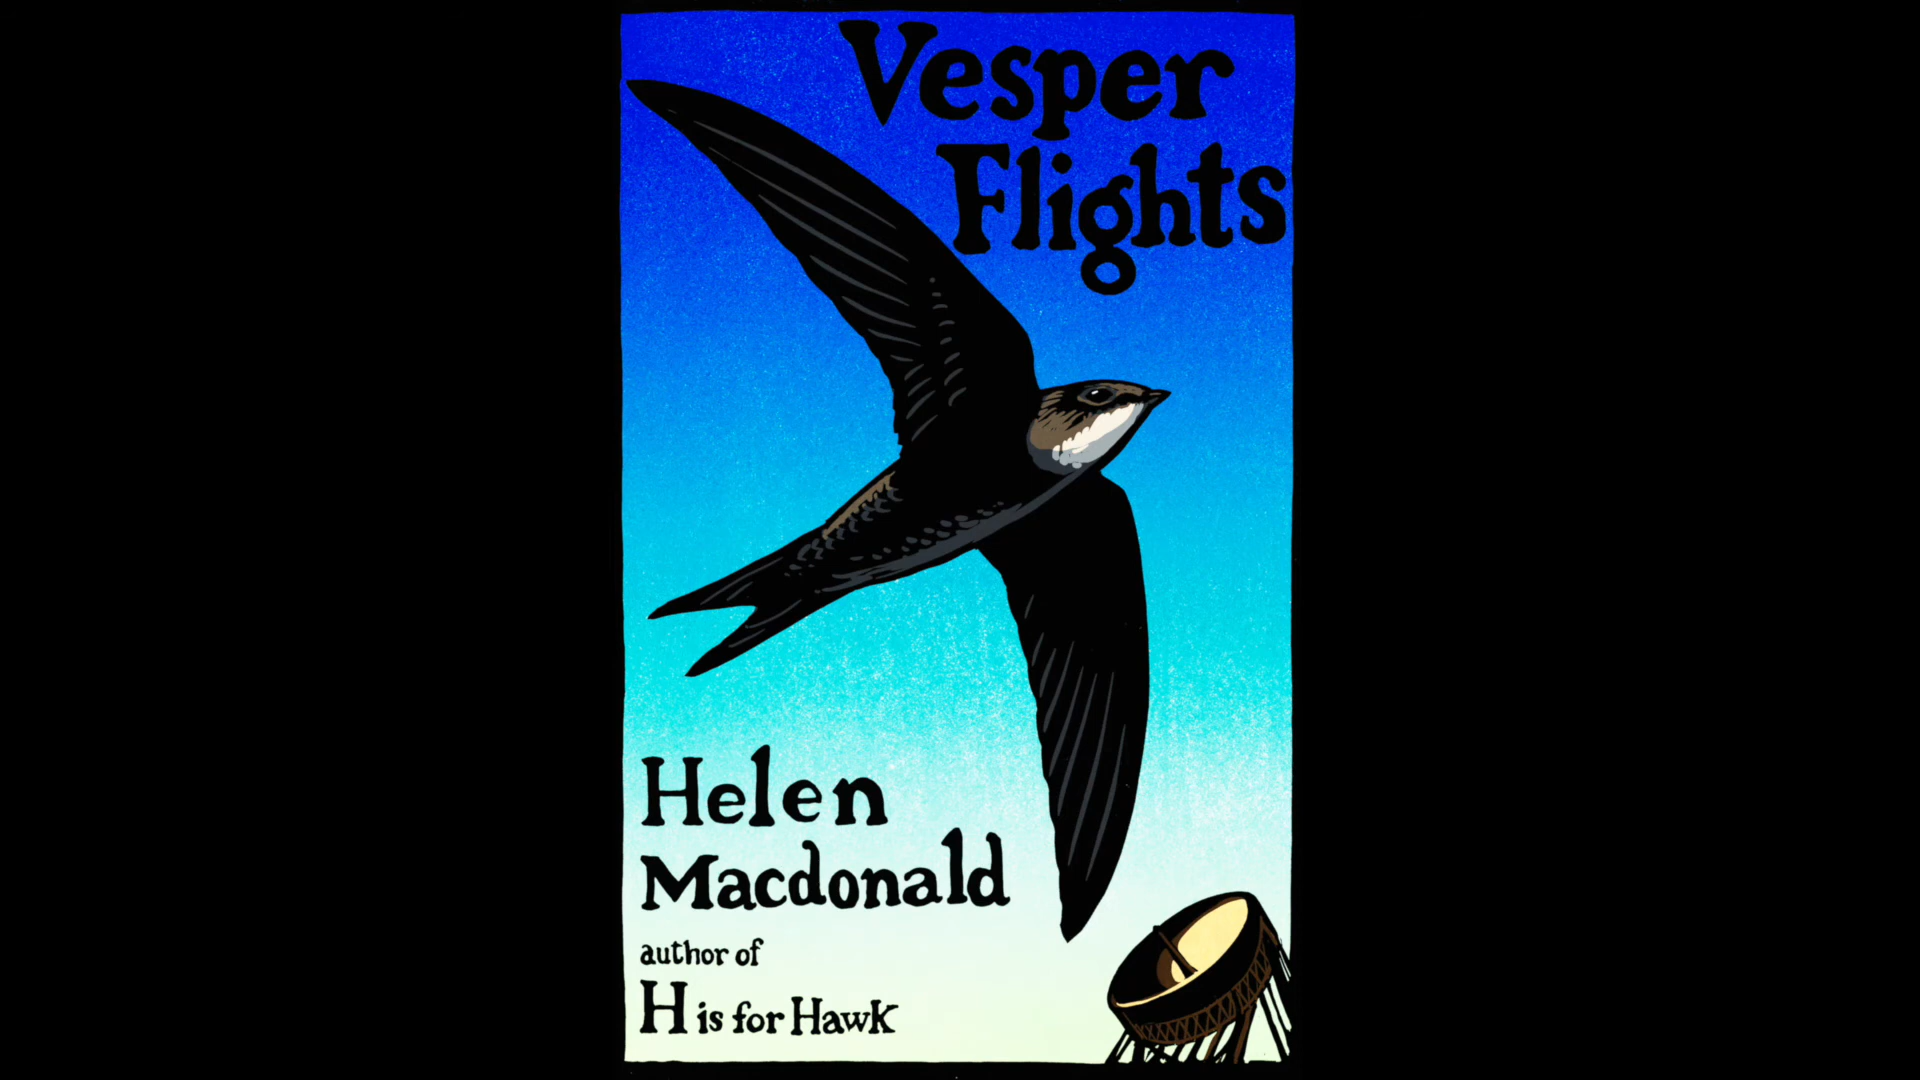 Vesper
Flights
Helen
Macdonald
author of
H is for Hawk